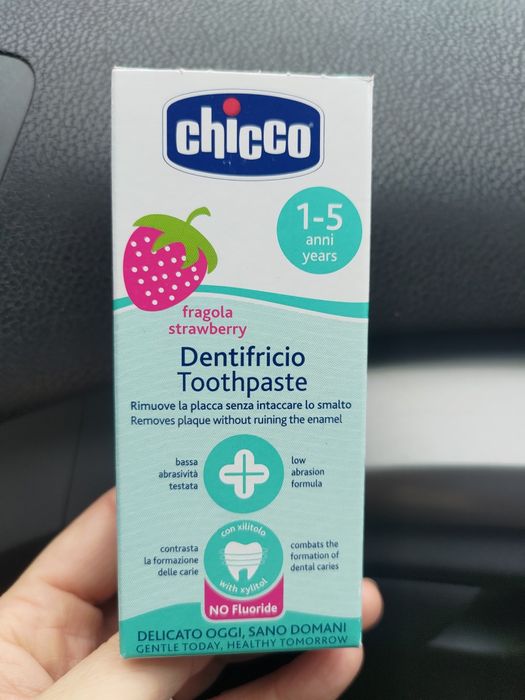 chicco
1-5
anni
years
fragola
strawberry
Dentifricio
Toothpaste
Rimuove la placca senza intaccare lo smalto
Removes plaque without ruining the enamel
bassa
abrasività
testata
low
abrasion
formula
contrasta
la formazione
delle carie
con xilitolo
with xylitol
combats the
formation of
dental caries
NO Fluoride
DELICATO OGGI, SANO DOMANI
GENTLE TODAY, HEALTHY TOMORROW